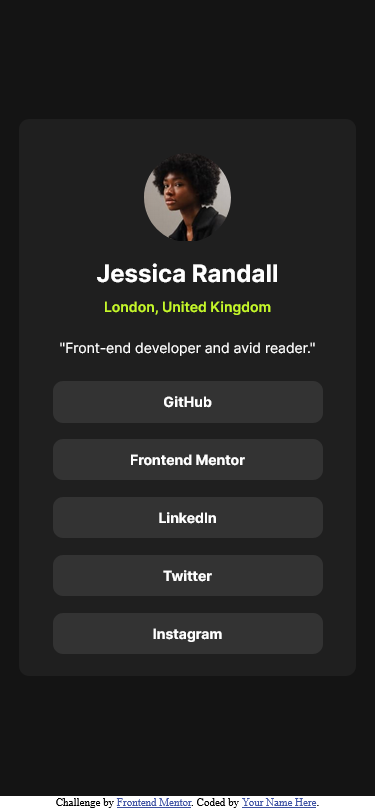 Jessica Randall
London, United Kingdom
"Front-end developer and avid reader."
GitHub
Frontend Mentor
LinkedIn
Twitter
Instagram
Challenge by Frontend Mentor. Coded by Your Name Here.